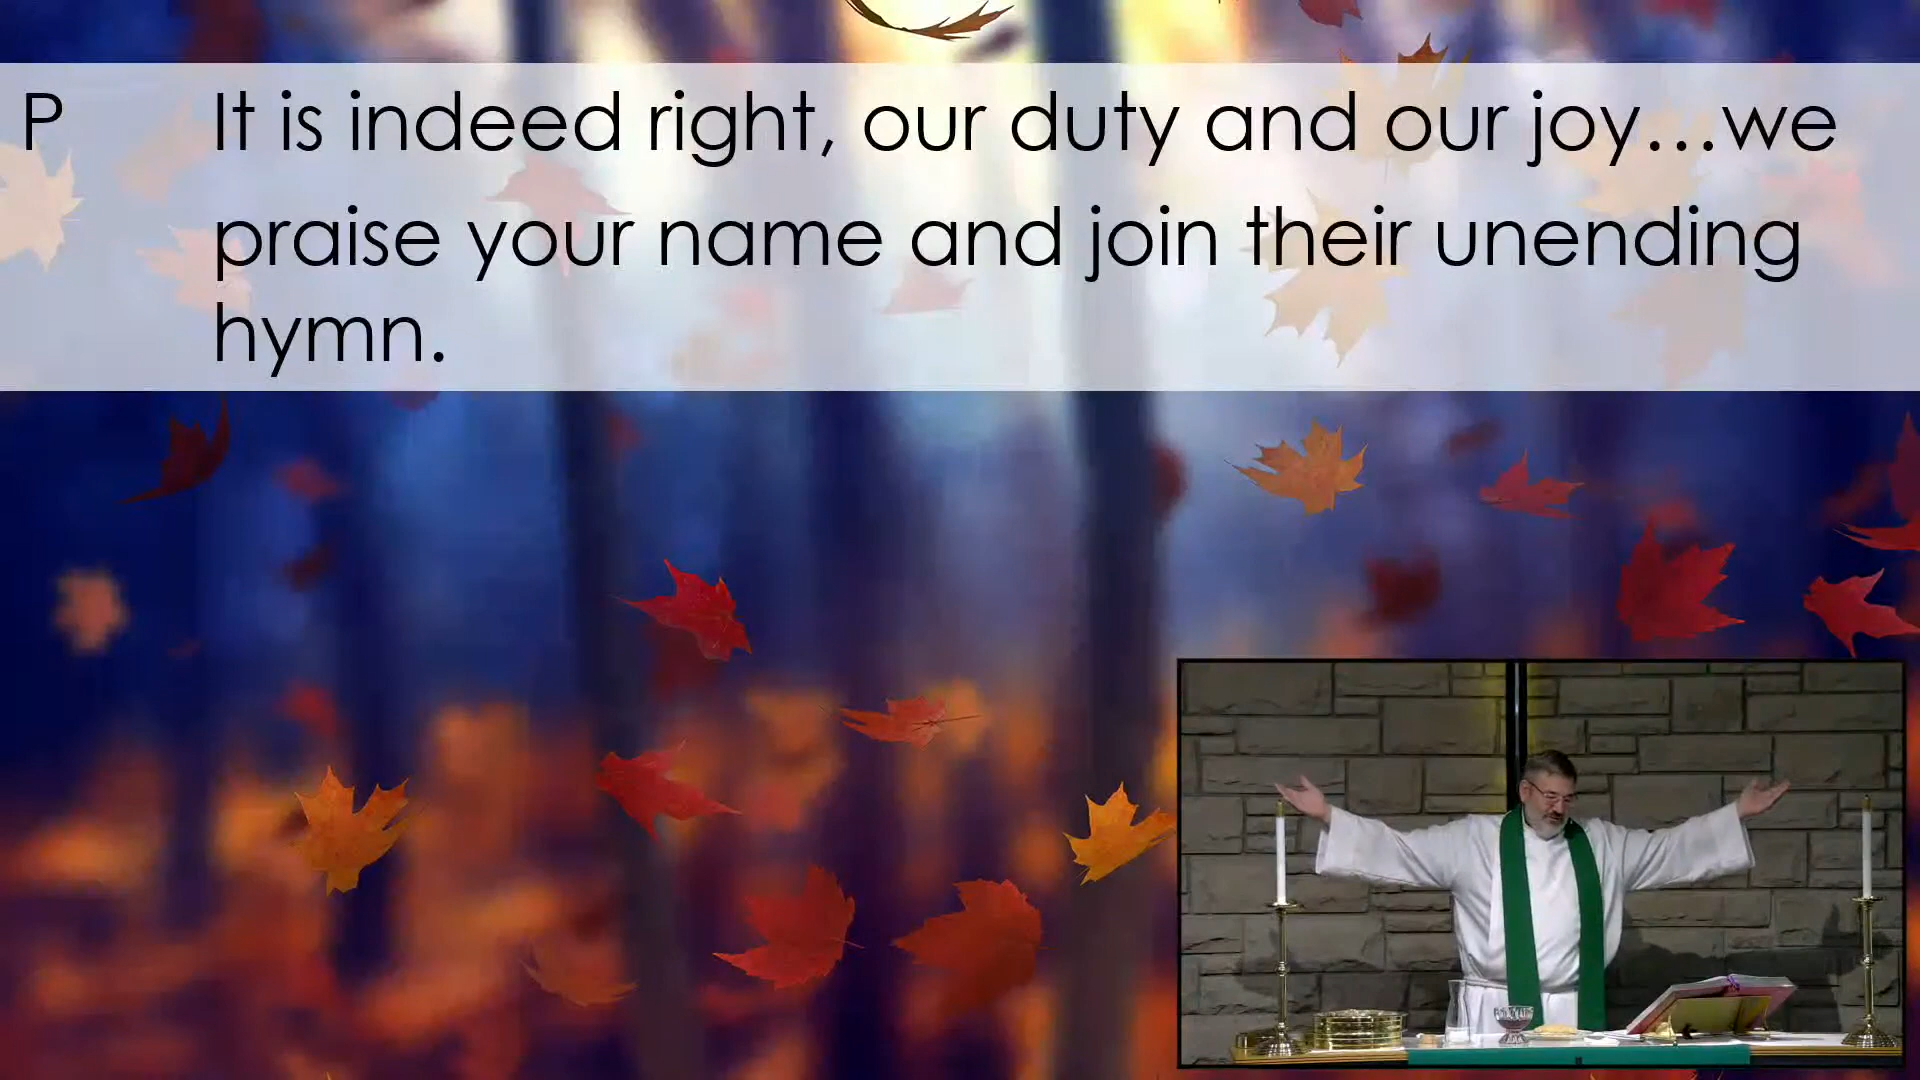 P It is indeed right, our duty and our joy…we
praise your name and join their unending
hymn.